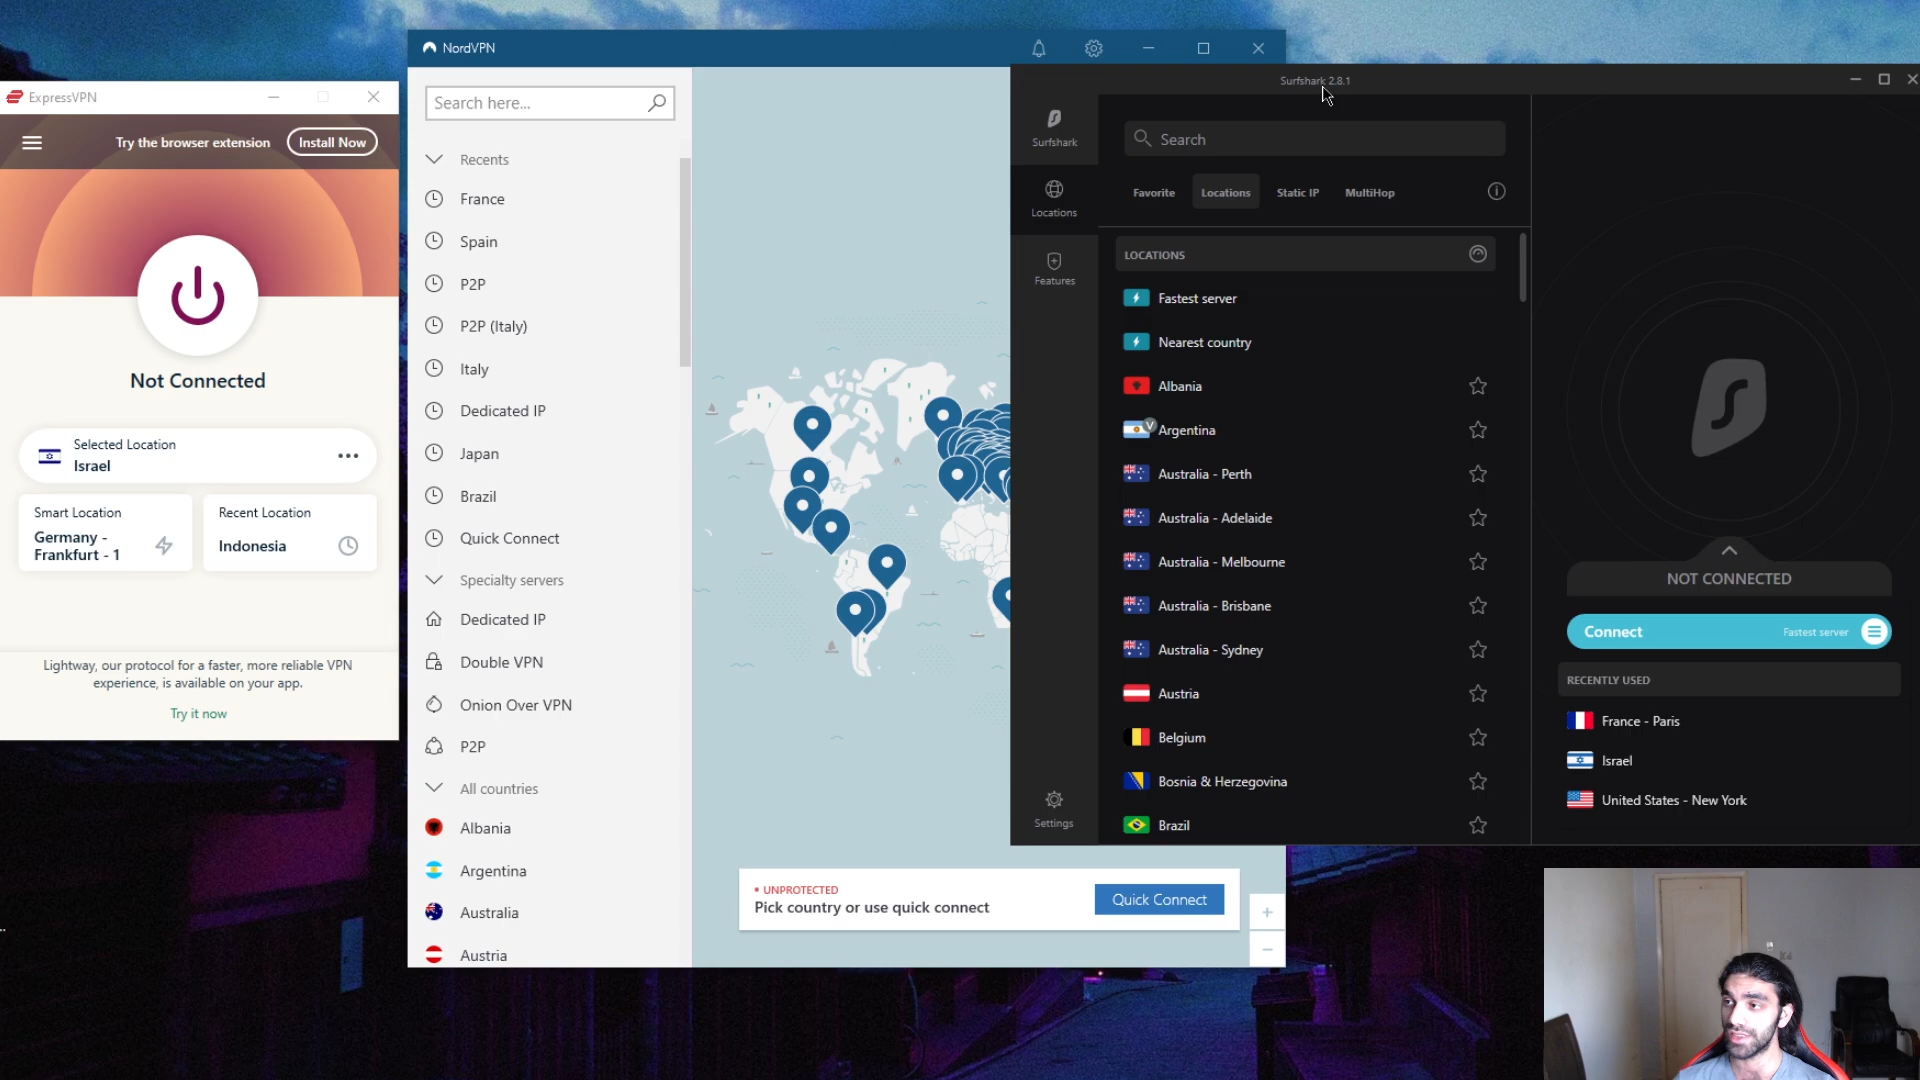 ExpressVPN
Try the browser extension
Install Now
Not Connected
Selected Location
Israel
Smart Location
Germany -
Frankfurt - 1
Recent Location
Indonesia
Lightway, our protocol for a faster, more reliable VPN
experience, is available on your app.
Try it now
NordVPN
Search here...
Recents
France
Spain
P2P
P2P (Italy)
Italy
Dedicated IP
Japan
Brazil
Quick Connect
Specialty servers
Dedicated IP
Double VPN
Onion Over VPN
P2P
All countries
Albania
Argentina
Australia
Austria
UNPROTECTED
Pick country or use quick connect
Quick Connect
Surfshark 2.8.1
Surfshark
Locations
Features
Settings
Search
Favorite
Locations
Static IP
MultiHop
LOCATIONS
Fastest server
Nearest country
Albania
V
Argentina
Australia - Perth
Australia - Adelaide
Australia - Melbourne
Australia - Brisbane
Australia - Sydney
Austria
Belgium
Bosnia & Herzegovina
Brazil
NOT CONNECTED
Connect
Fastest server
RECENTLY USED
France - Paris
Israel
United States - New York